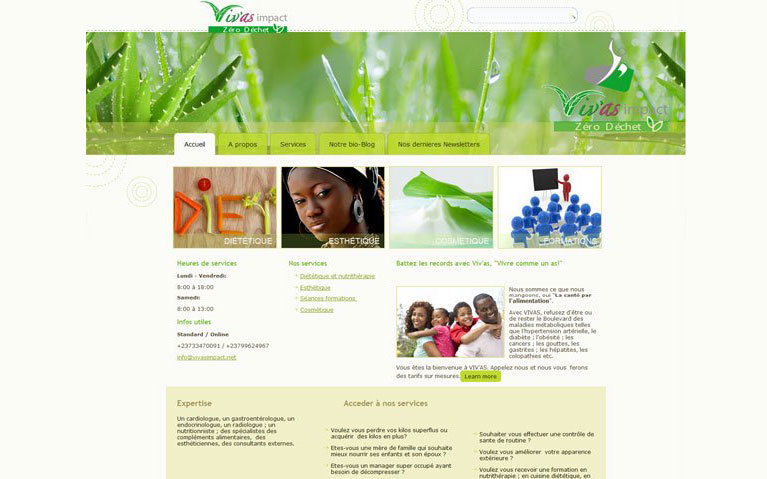 Viv'as impact
Zéro Déchet
Viv'as impact
Zéro Déchet
Accueil
A propos
Services
Notre bio-Blog
Nos dernières Newsletters
DIET
DIÉTÉTIQUE
ESTHÉTIQUE
COSMÉTIQUE
FORMATIONS
Heures de services
Lundi - Vendredi:
8:00 à 18:00
Samedi:
8:00 à 13:00
Infos utiles
Standard / Online
+23733470091 / +23799624967
info@vivasimpact.net
Nos services
Diététique et nutrithérapie
Esthétique
Séances formations
Cosmétique
Battez les records avec Viv'as, "Vivre comme un as!"
Nous sommes ce que nous
mangeons, oui "La santé par
l'alimentation".
Avec VIVAS, refusez d'être ou
de rester le Boulevard des
maladies métaboliques telles
que l'hypertension artérielle, le
diabète ; l'obésité ; les
cancers ; les gouttes, les
gastrites ; les hépatites, les
colopathies etc.
Vous êtes la bienvenue à VIV'AS. Appelez nous et nous vous ferons
des tarifs sur mesures. Learn more
Expertise
Un cardiologue, un gastroentérologue, un
endocrinologue, un radiologue ; un
nutritionniste ; des spécialistes des
compléments alimentaires, des
esthéticiennes, des consultants externes.
Acceder à nos services
Voulez vous perdre vos kilos superflus ou
acquérir des kilos en plus?
Etes-vous une mère de famille qui souhaite
mieux nourrir ses enfants et son époux ?
Etes-vous un manager super occupé ayant
besoin de décompresser ?
Souhaiter vous effectuer une contrôle de
sante de routine ?
Voulez vous améliorer votre apparence
extérieure ?
Voulez vous recevoir une formation en
nutrithérapie ; en cuisine diététique, en